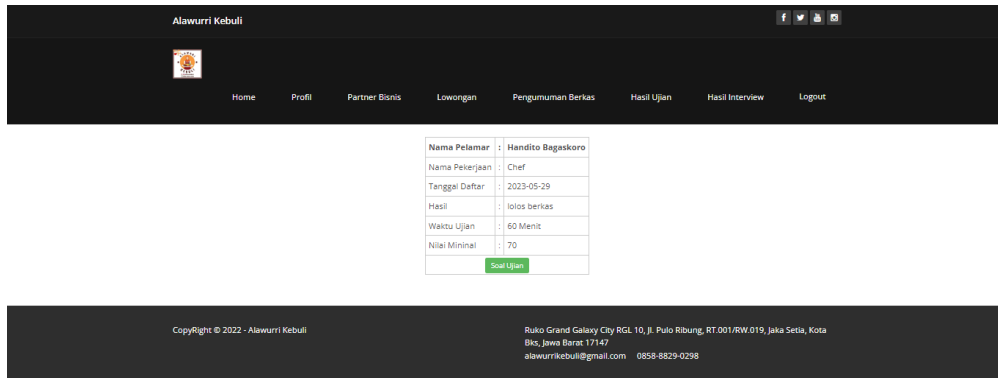 Alawurri Kebuli
Home Profil Partner Bisnis Lowongan Pengumuman Berkas Hasil Ujian Hasil Interview Logout
Nama Pelamar : Handito Bagaskoro
Nama Pekerjaan : Chef
Tanggal Daftar : 2023-05-29
Hasil : lolos berkas
Waktu Ujian : 60 Menit
Nilai Mininal : 70
Soal Ujian
CopyRight © 2022 - Alawurri Kebuli
Ruko Grand Galaxy City RGL 10, Jl. Pulo Ribung, RT.001/RW.019, Jaka Setia, Kota
Bks, Jawa Barat 17147
alawurrikebuli@gmail.com 0858-8829-0298